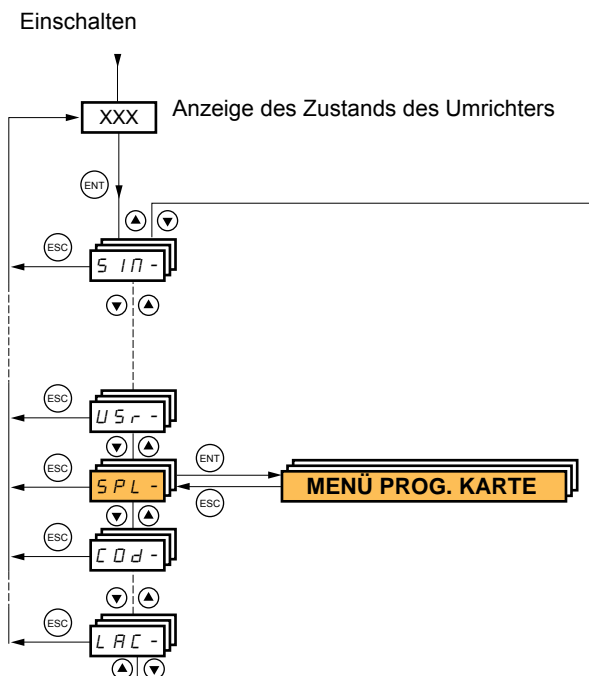 Einschalten
XXX
Anzeige des Zustands des Umrichters
ENT
ESC
SIM-
ESC
USr-
ESC
ENT
SPL-
MENÜ PROG. KARTE
ESC
ESC
COd-
ESC
LAC-